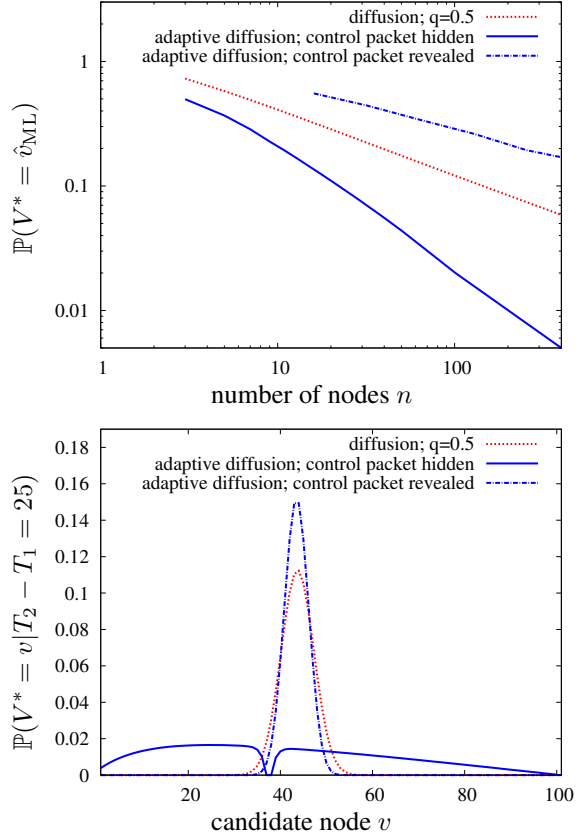 diffusion; q=0.5
adaptive diffusion; control packet hidden
adaptive diffusion; control packet revealed
1
0.1
0.01
ℙ(V* = v̂_ML)
1 10 100
number of nodes n
diffusion; q=0.5
adaptive diffusion; control packet hidden
adaptive diffusion; control packet revealed
0.18
0.16
0.14
0.12
0.1
0.08
0.06
0.04
0.02
0
ℙ(V* = v|T₂ − T₁ = 25)
20 40 60 80 100
candidate node v